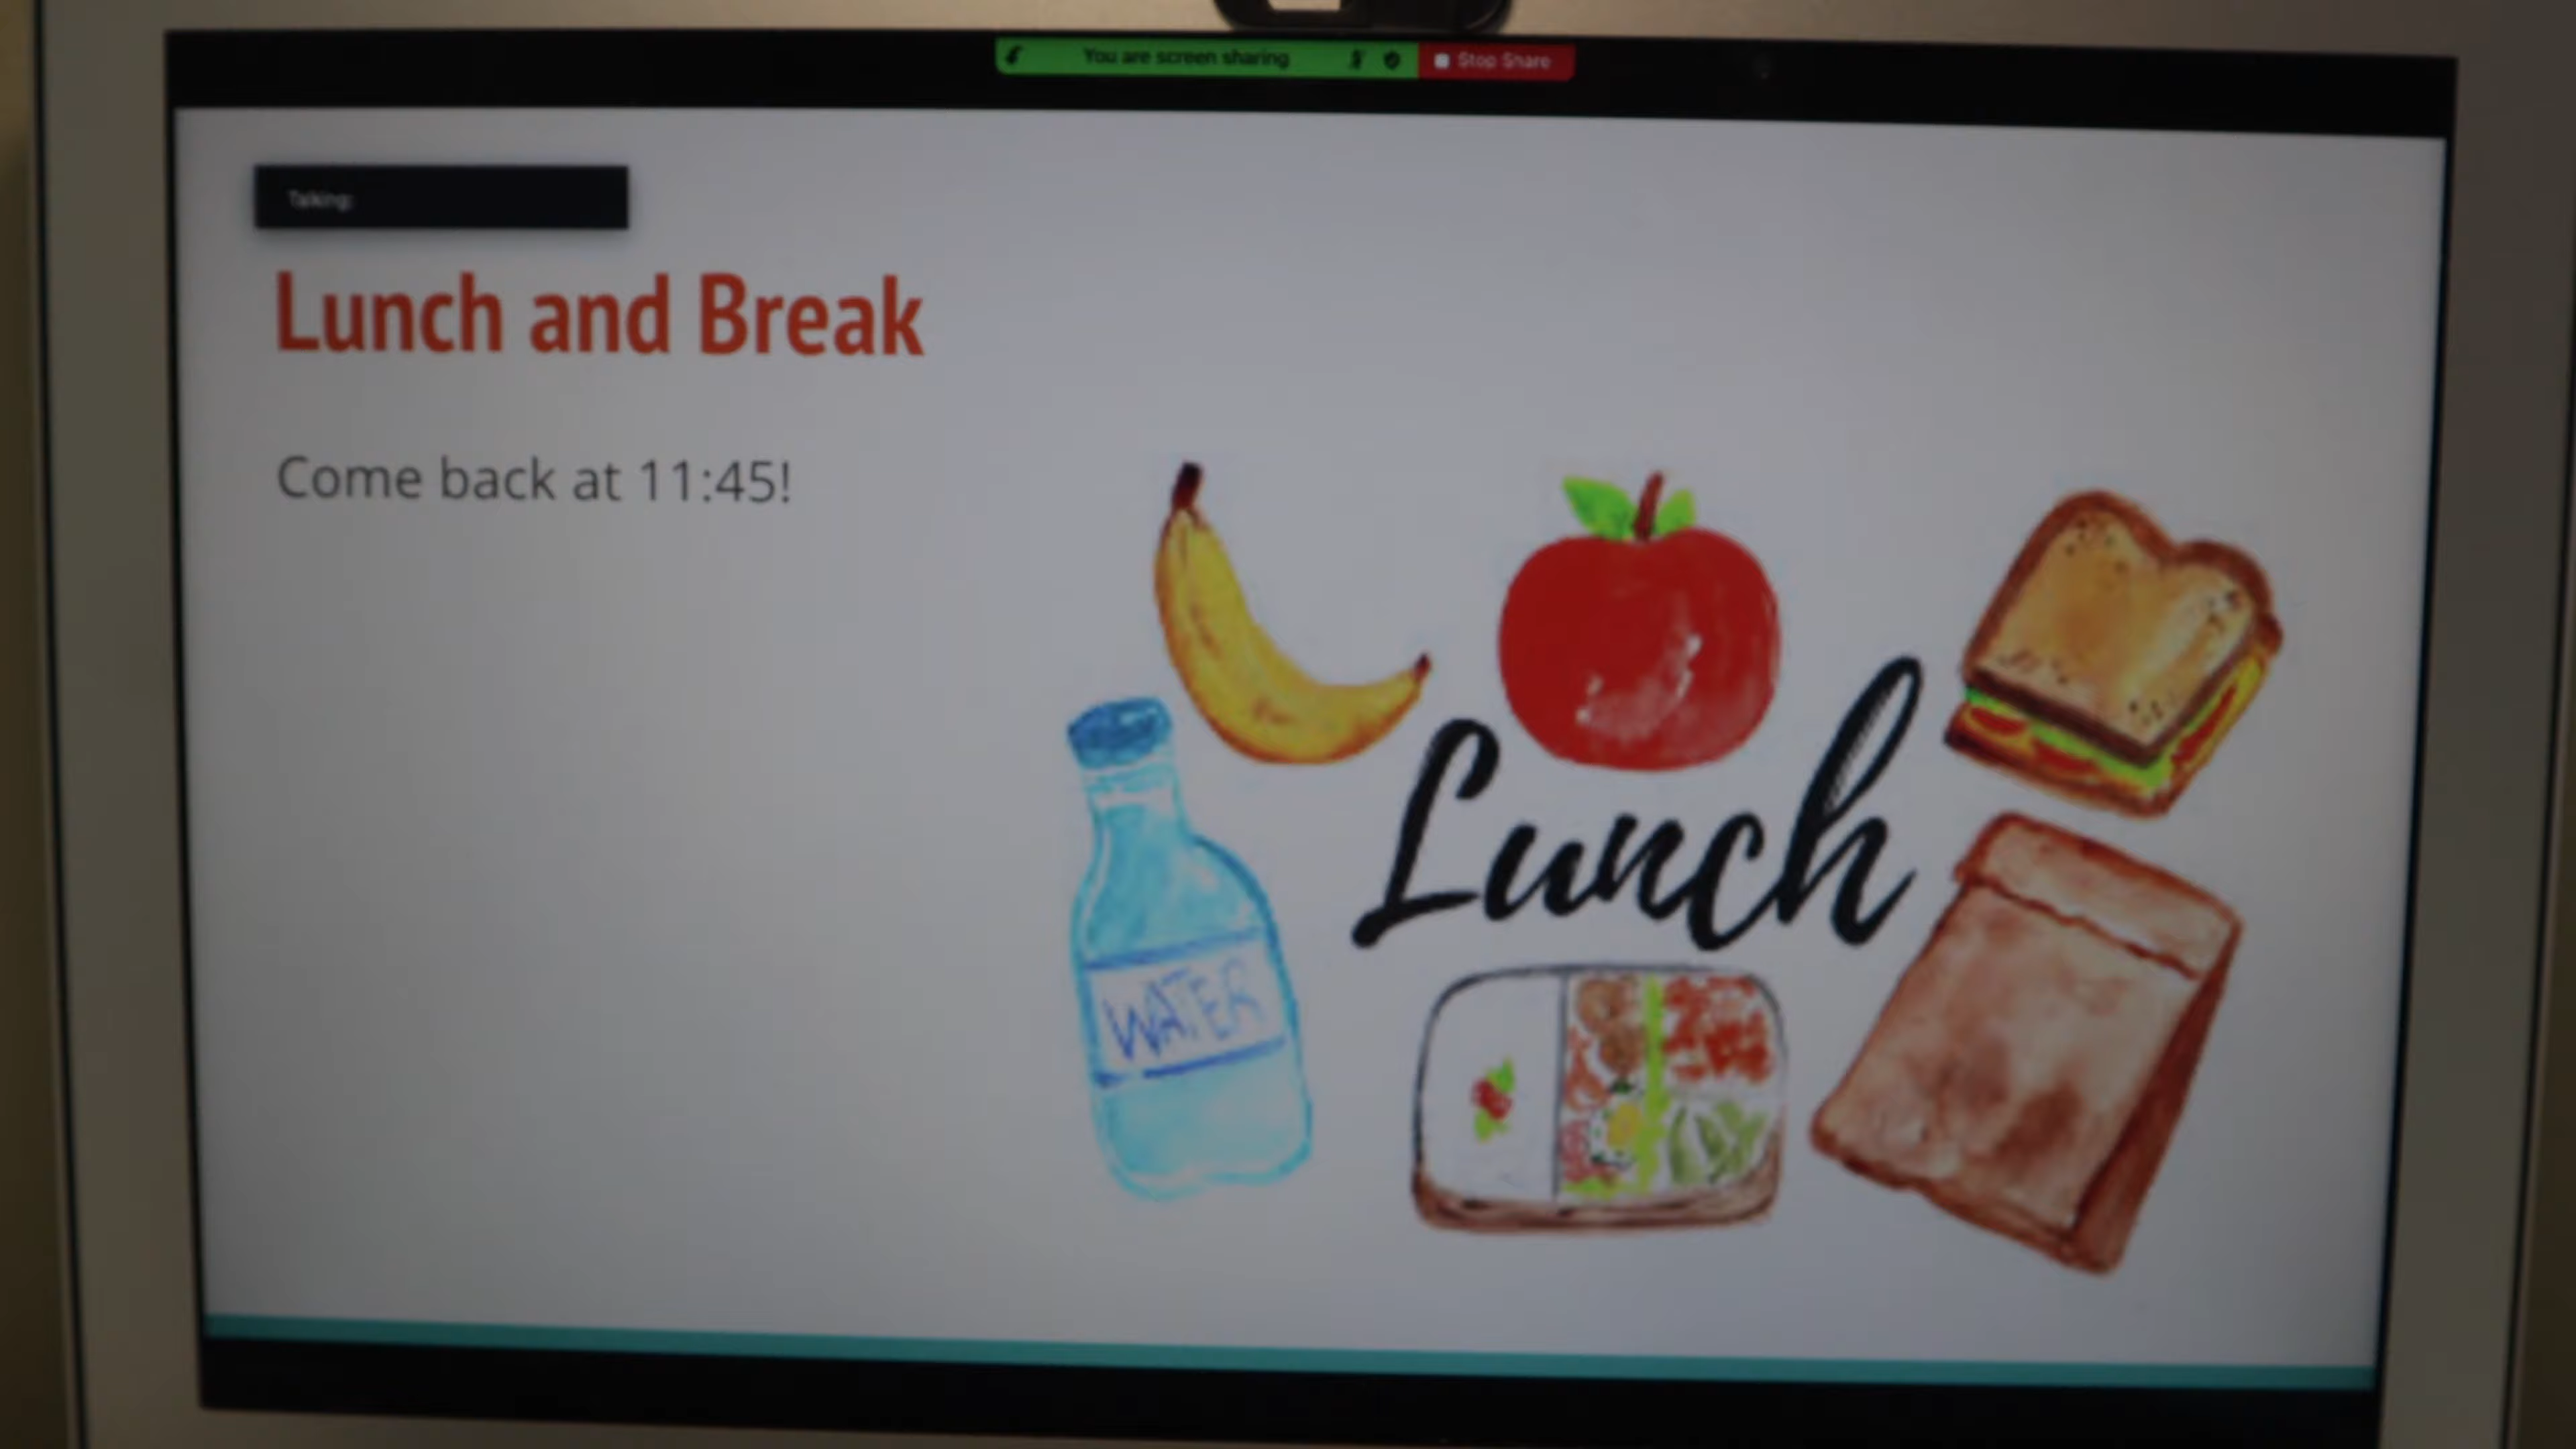 You are screen sharing
Stop Share
Talking:
Lunch and Break
Come back at 11:45!
Lunch
WATER